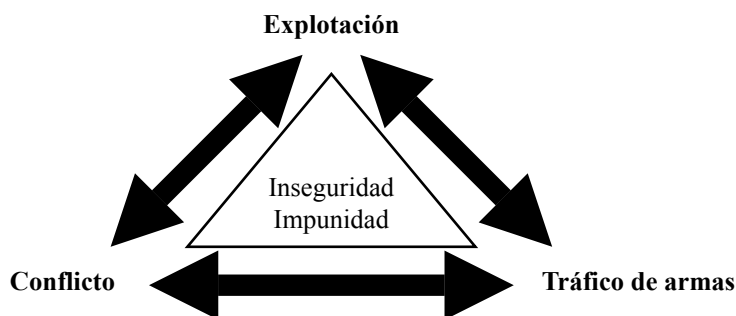 Explotación
Inseguridad
Impunidad
Conflicto
Tráfico de armas